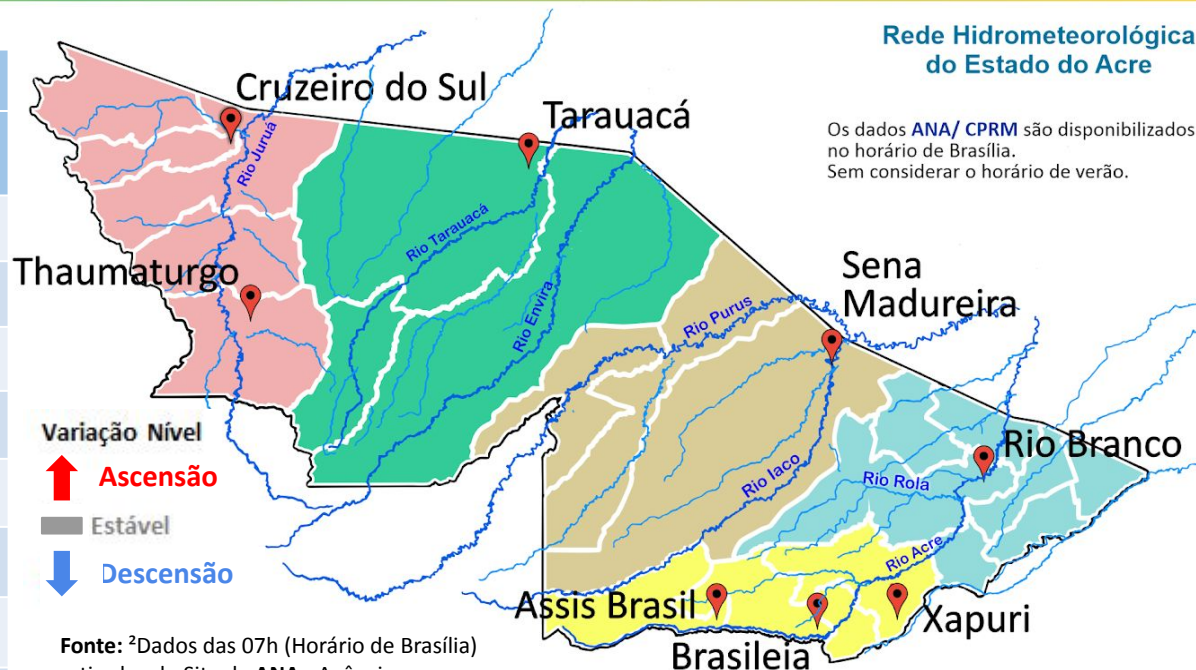 Rede Hidrometeorológica
do Estado do Acre
Os dados ANA/ CPRM são disponibilizados
no horário de Brasília.
Sem considerar o horário de verão.
Cruzeiro do Sul
Tarauacá
Rio Juruá
Rio Tarauacá
Thaumaturgo
Rio Envira
Sena
Madureira
Rio Purus
Variação Nível
Ascensão
Estável
Descensão
Rio Branco
Rio Iaco
Rio Rola
Rio Acre
Assis Brasil
Xapuri
Brasileia
Fonte: ²Dados das 07h (Horário de Brasília)